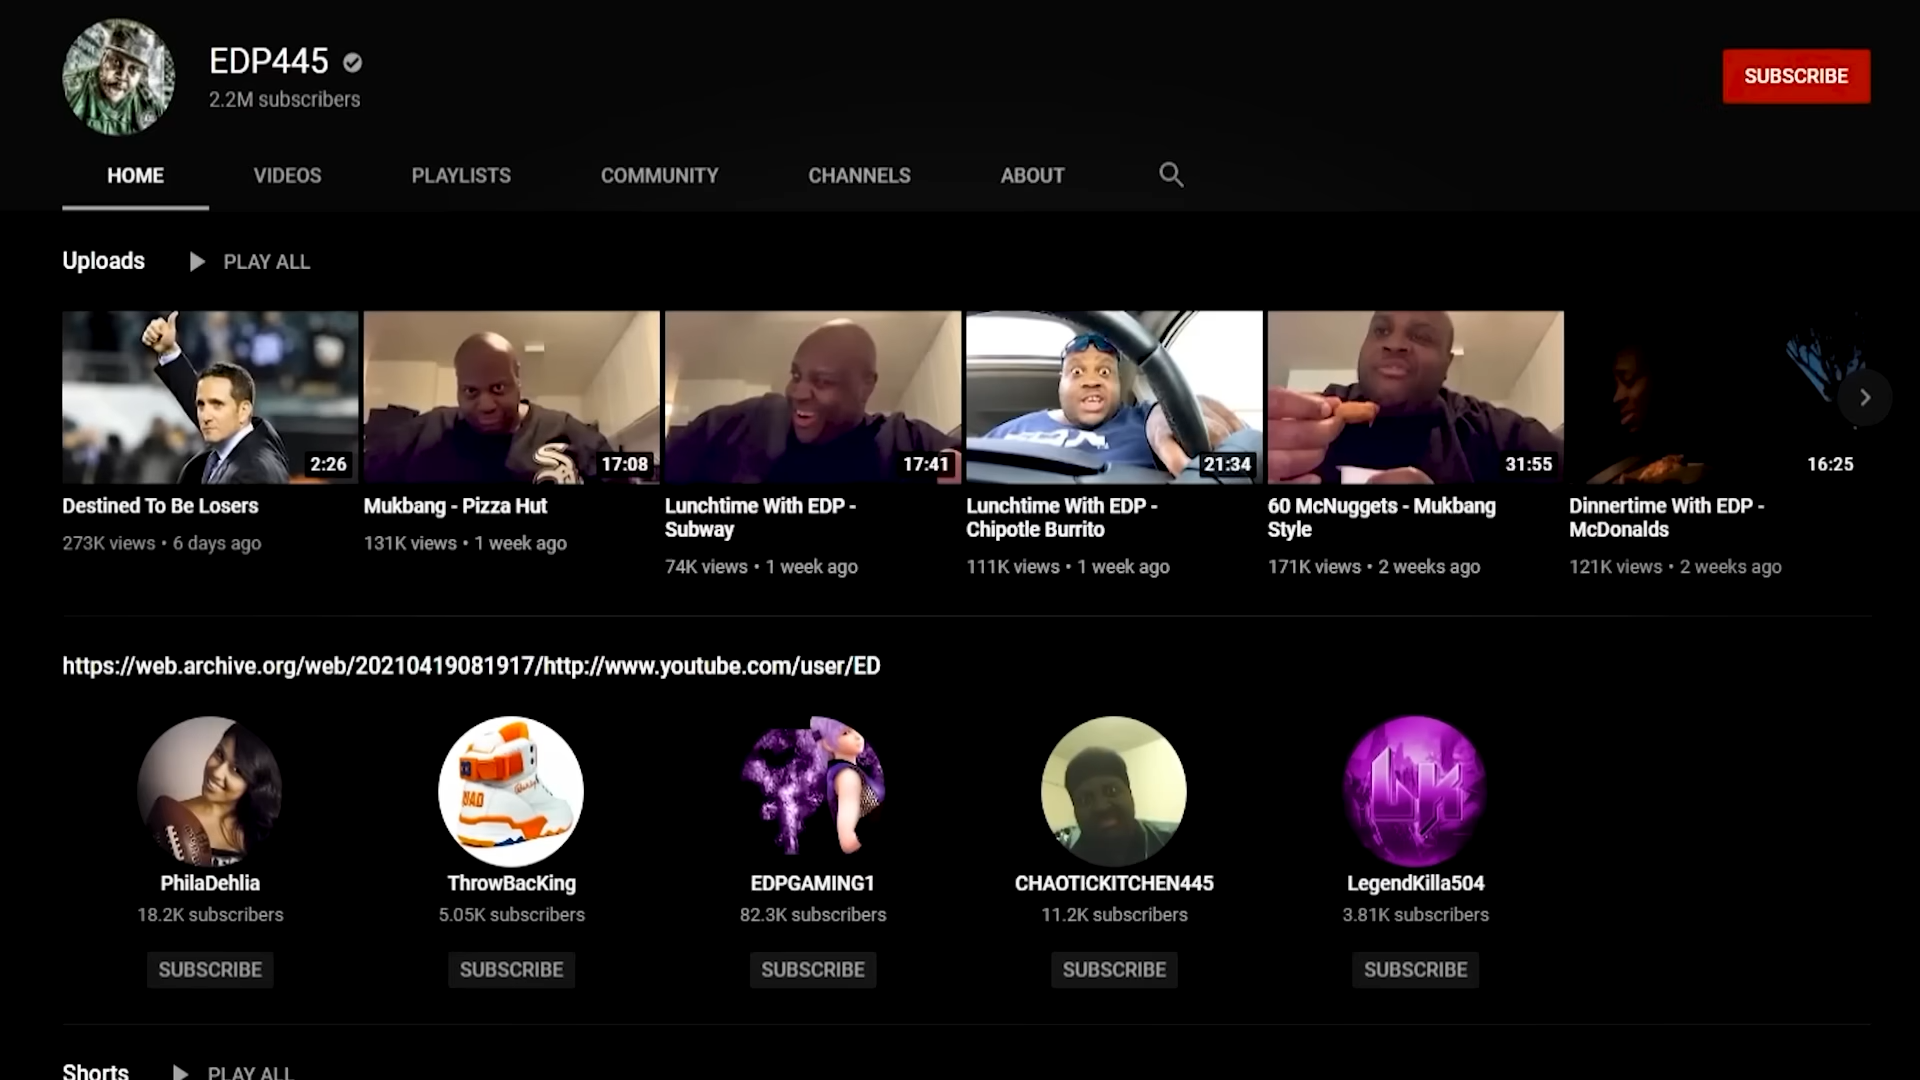 EDP445
2.2M subscribers
SUBSCRIBE
HOME VIDEOS PLAYLISTS COMMUNITY CHANNELS ABOUT
Uploads PLAY ALL
2:26 17:08 17:41 21:34 31:55 16:25
Destined To Be Losers
273K views • 6 days ago
Mukbang - Pizza Hut
131K views • 1 week ago
Lunchtime With EDP -
Subway
74K views • 1 week ago
Lunchtime With EDP -
Chipotle Burrito
111K views • 1 week ago
60 McNuggets - Mukbang
Style
171K views • 2 weeks ago
Dinnertime With EDP -
McDonalds
121K views • 2 weeks ago
https://web.archive.org/web/20210419081917/http://www.youtube.com/user/ED
PhilaDehlia
18.2K subscribers
SUBSCRIBE
ThrowBacKing
5.05K subscribers
SUBSCRIBE
EDPGAMING1
82.3K subscribers
SUBSCRIBE
CHAOTICKITCHEN445
11.2K subscribers
SUBSCRIBE
LK
LegendKilla504
3.81K subscribers
SUBSCRIBE
Shorts PLAY ALL